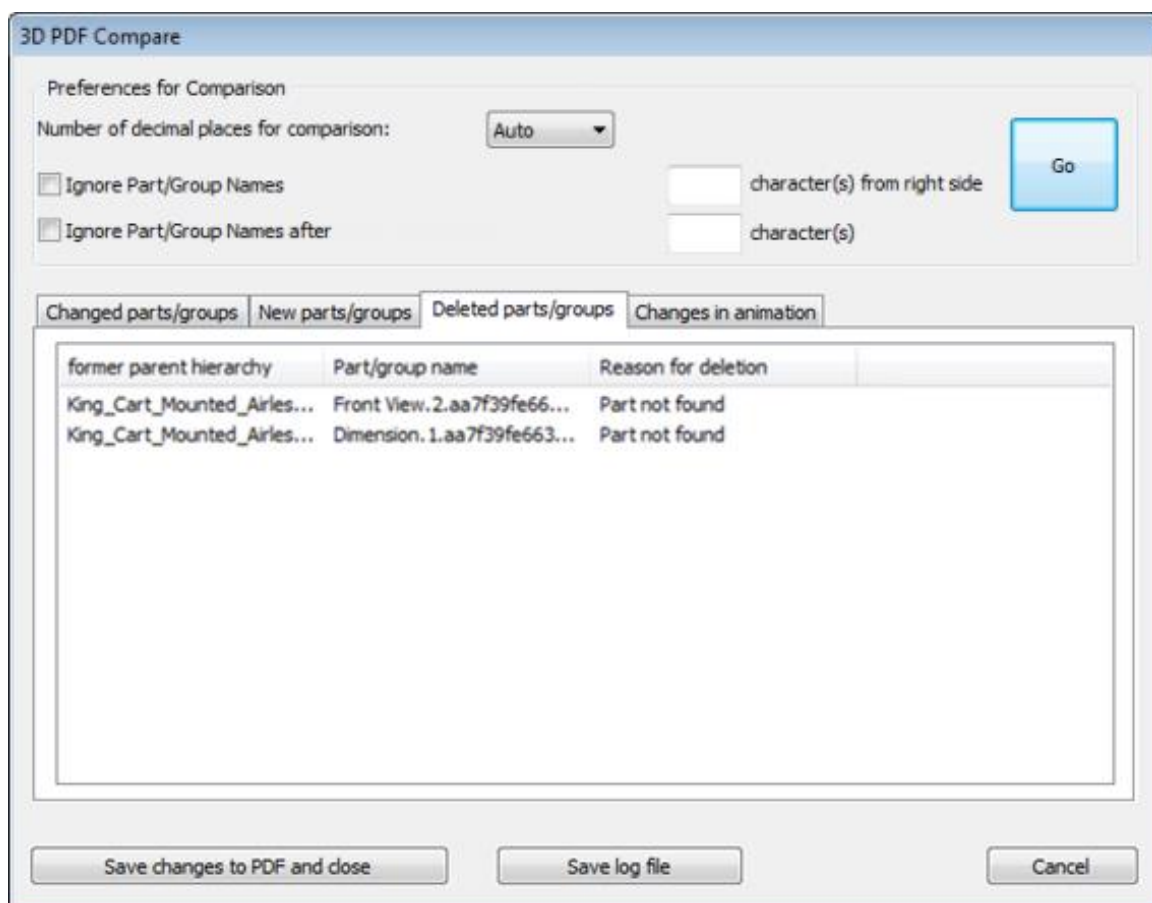 3D PDF Compare
Preferences for Comparison
Number of decimal places for comparison: Auto
Ignore Part/Group Names character(s) from right side
Go
Ignore Part/Group Names after character(s)
Changed parts/groups New parts/groups Deleted parts/groups Changes in animation
former parent hierarchy Part/group name Reason for deletion
King_Cart_Mounted_Airles... Front View.2.aa7f39fe66... Part not found
King_Cart_Mounted_Airles... Dimension.1.aa7f39fe663... Part not found
Save changes to PDF and close Save log file Cancel